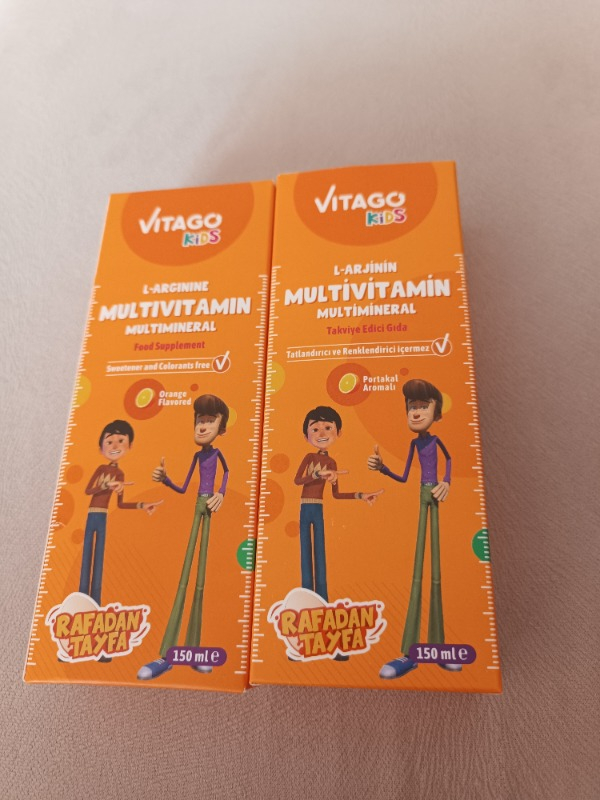 VITAGO
KiDS
L-ARGININE
MULTIVITAMIN
MULTIMINERAL
Food Supplement
Sweetener and Colorants free
Orange
Flavored
RAFADAN
TAYFA
150 ml e
VITAGO
KiDS
L-ARJİNİN
MULTİVİTAMİN
MULTİMİNERAL
Takviye Edici Gıda
Tatlandırıcı ve Renklendirici içermez
Portakal
Aromalı
RAFADAN
TAYFA
150 ml e